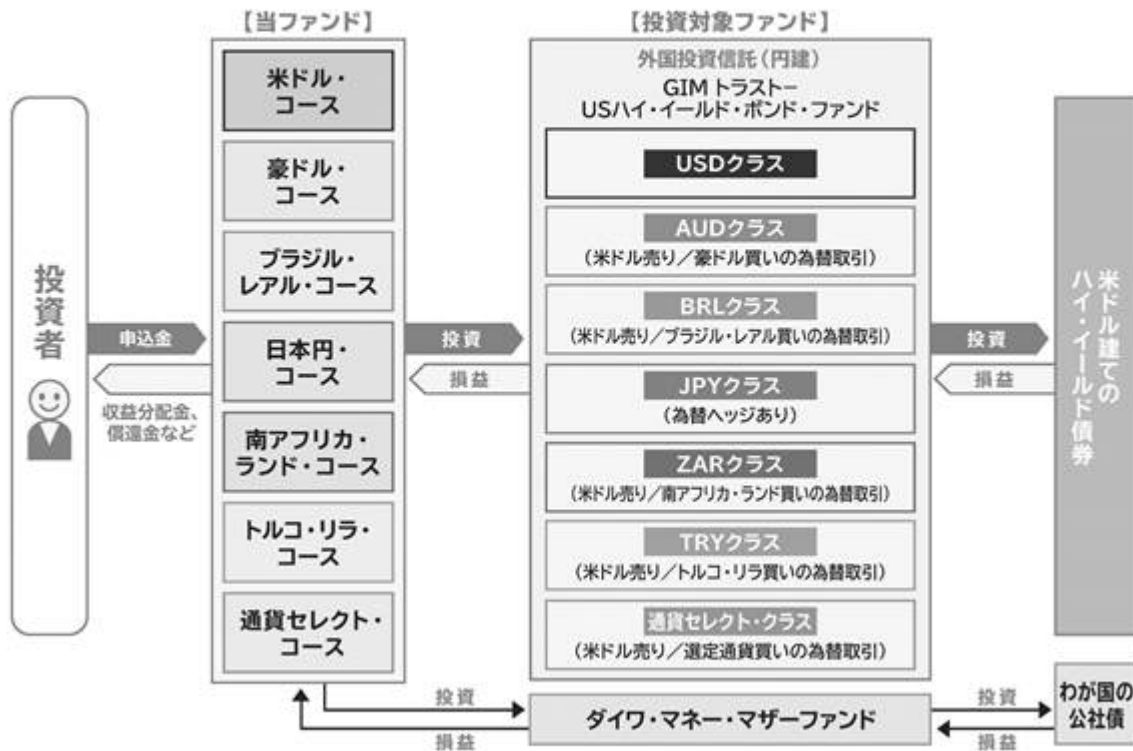 【当ファンド】
【投資対象ファンド】
投資者
申込金
収益分配金、
償還金など
米ドル・
コース
豪ドル・
コース
ブラジル・
レアル・コース
日本円・
コース
南アフリカ・
ランド・コース
トルコ・リラ・
コース
通貨セレクト・
コース
投資
損益
外国投資信託（円建）
GIM トラスト－
USハイ・イールド・ボンド・ファンド
USDクラス
AUDクラス
（米ドル売り／豪ドル買いの為替取引）
BRLクラス
（米ドル売り／ブラジル・レアル買いの為替取引）
JPYクラス
（為替ヘッジあり）
ZARクラス
（米ドル売り／南アフリカ・ランド買いの為替取引）
TRYクラス
（米ドル売り／トルコ・リラ買いの為替取引）
通貨セレクト・クラス
（米ドル売り／選定通貨買いの為替取引）
投資
損益
米ドル建ての
ハイ・イールド債券
投資
損益
ダイワ・マネー・マザーファンド
投資
損益
わが国の
公社債